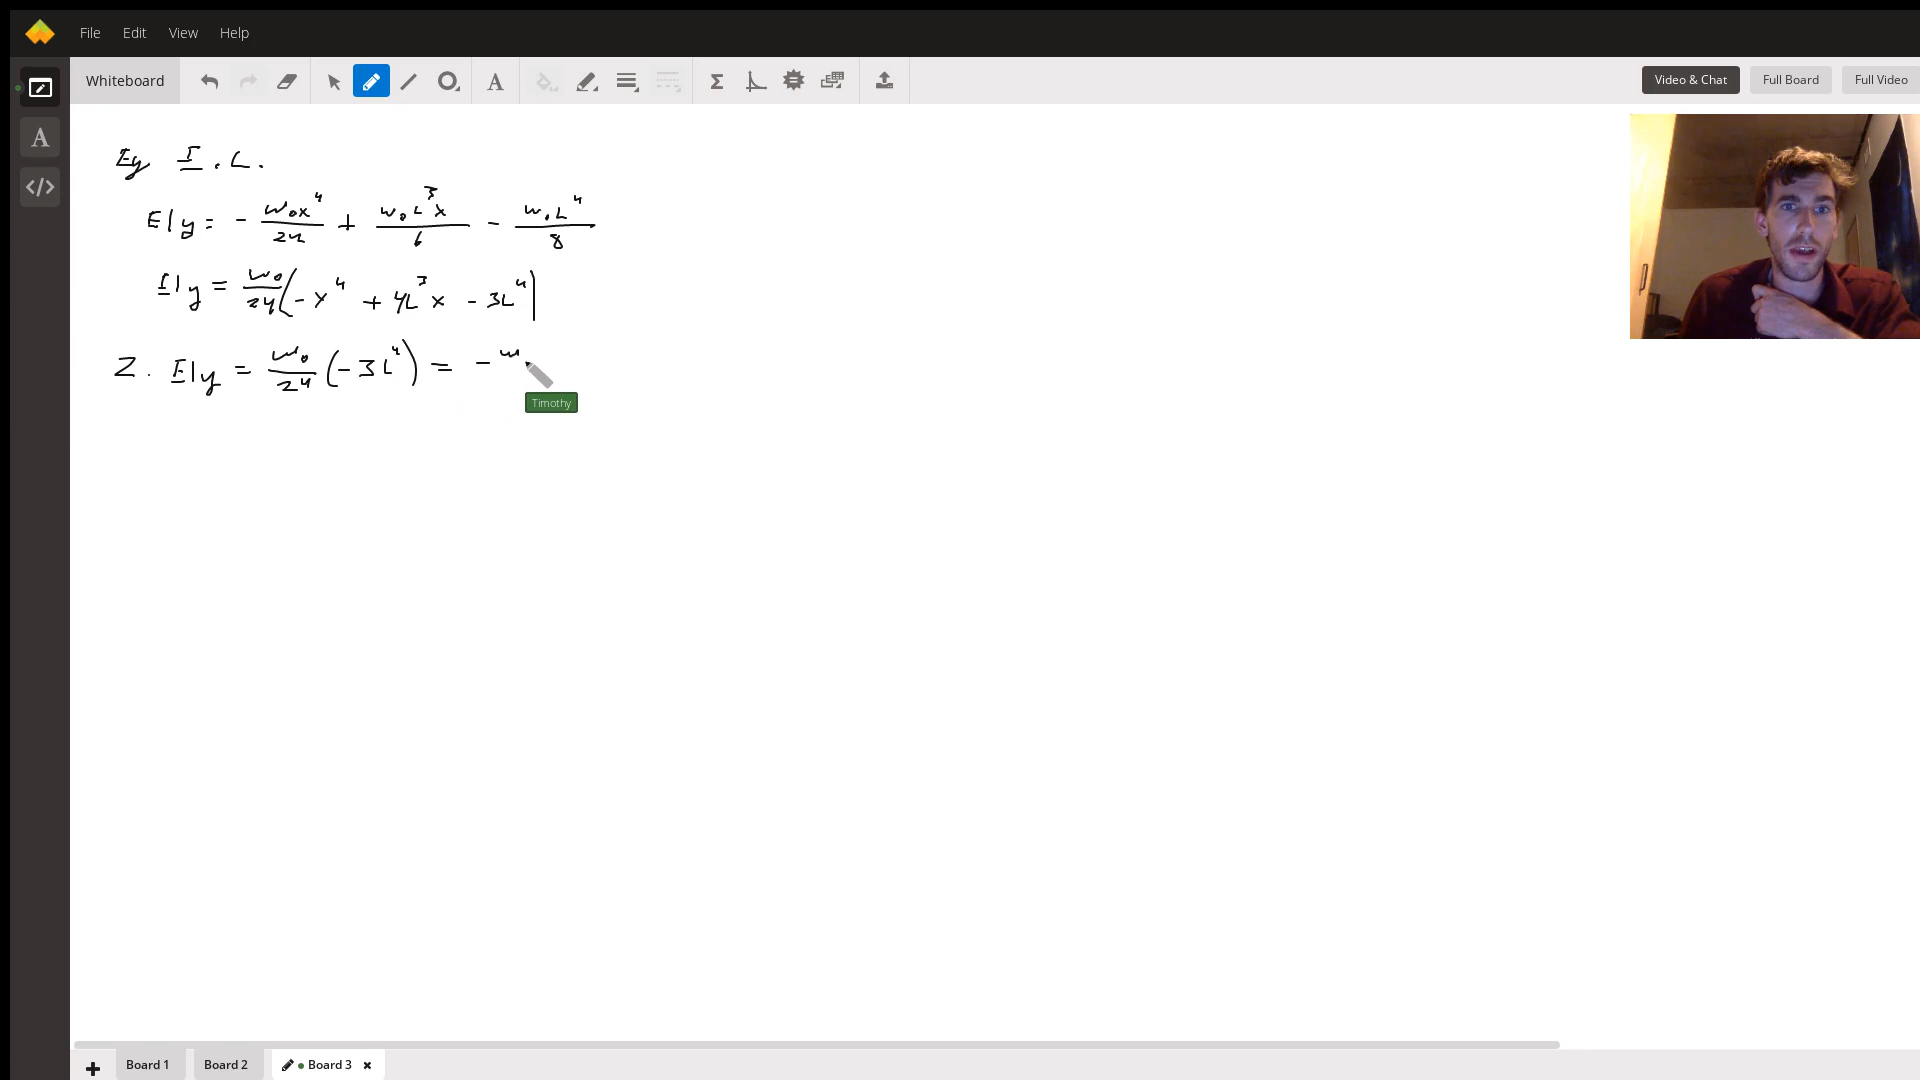 File Edit View Help
Whiteboard
A Σ
Video & Chat Full Board Full Video
A
</>
Ey I.C.
EIy = - w₀x⁴/24 + w₀L³x/6 - w₀L⁴/8
EIy = w₀/24 (-x⁴ + 4L³x - 3L⁴)
2. EIy = w₀/24 (-3L⁴) = - w
Timothy
+ Board 1 Board 2 Board 3 ×